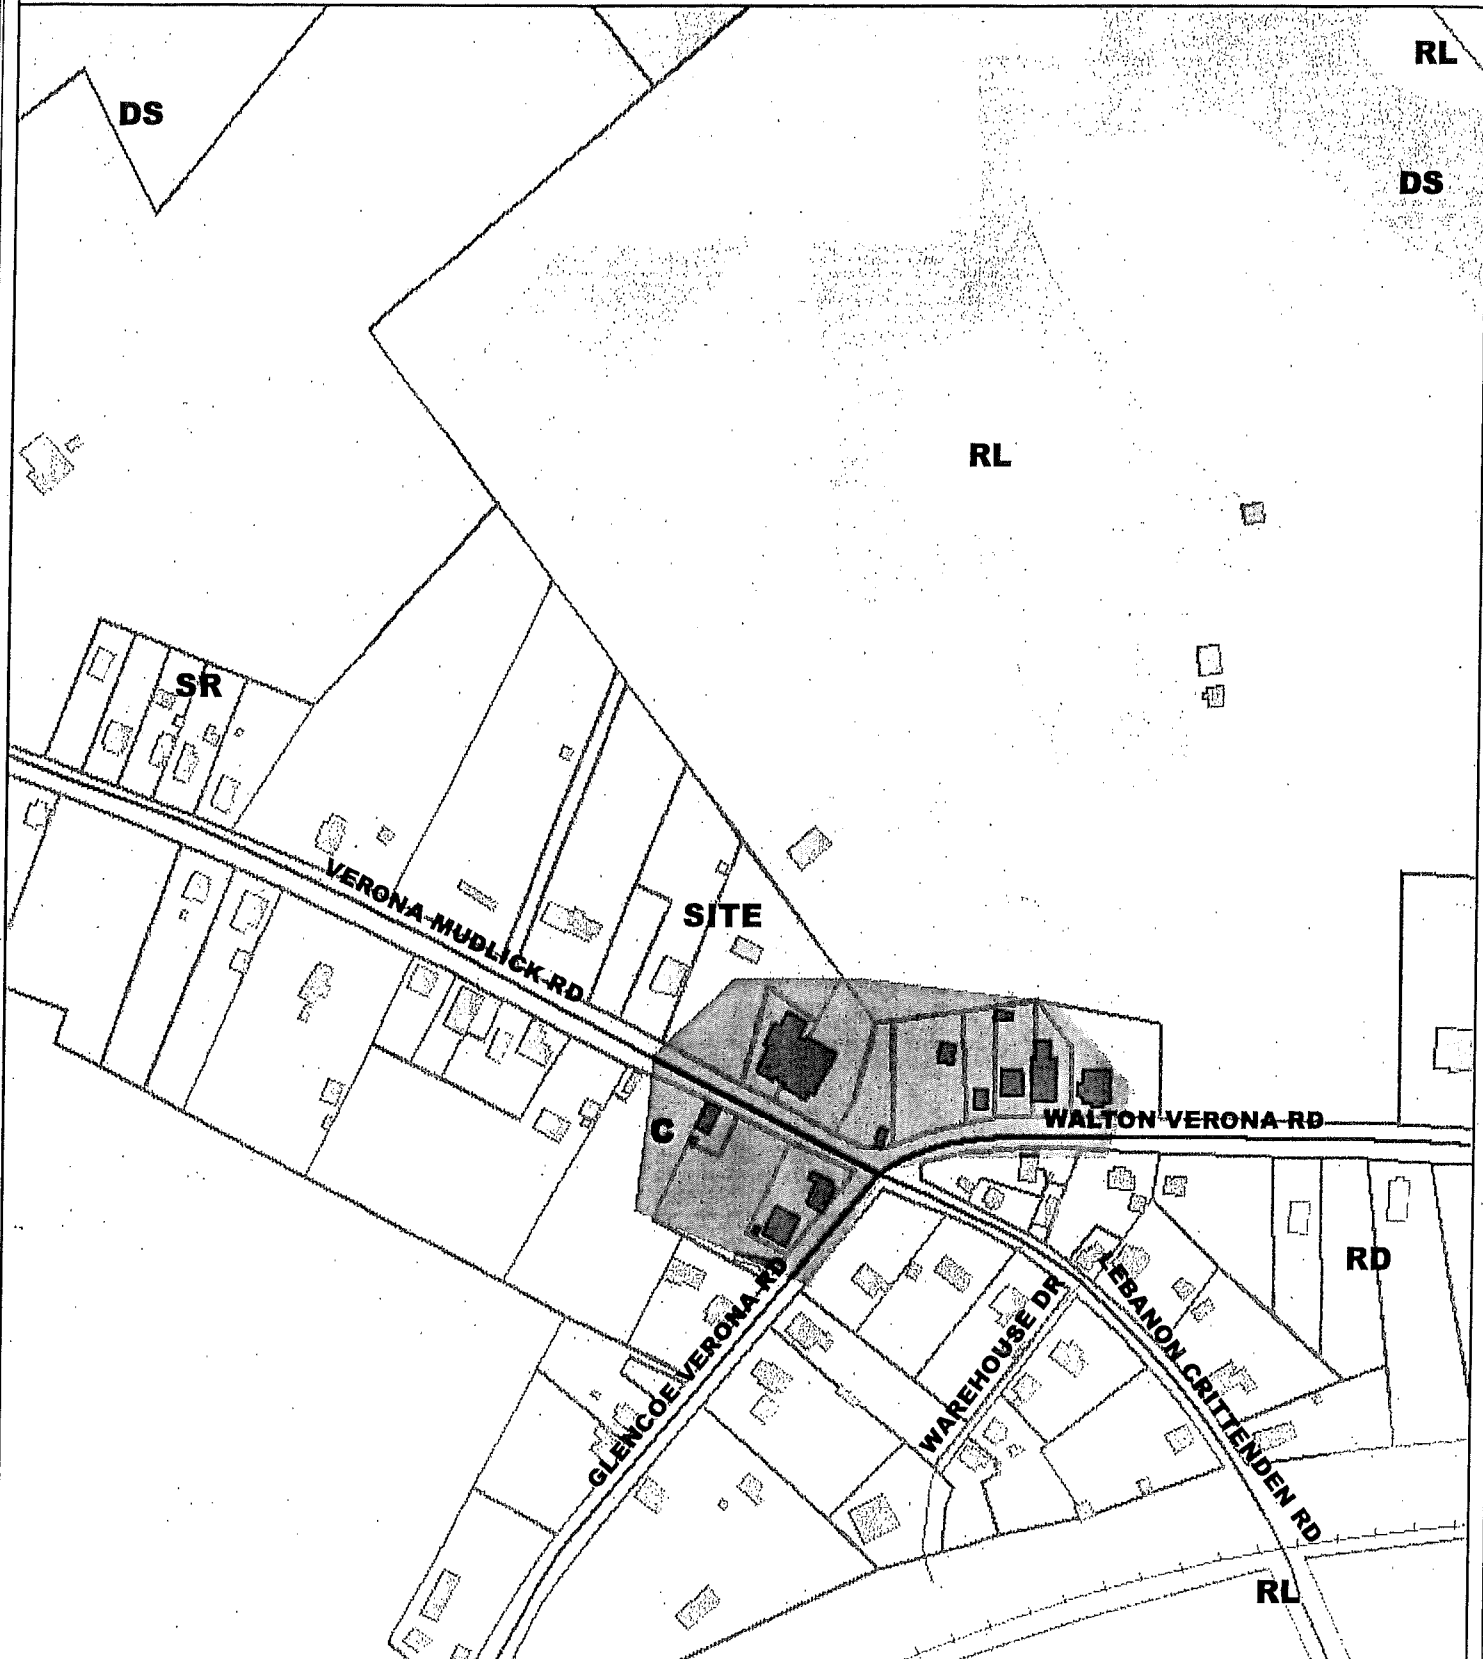 RL
DS
DS
RL
SR
VERONA-MUDLICK-RD
SITE
C
WALTON VERONA RD
RD
GLENCOE-VERONA-RD
WAREHOUSE DR
LEBANON CRITTENDEN RD
RL